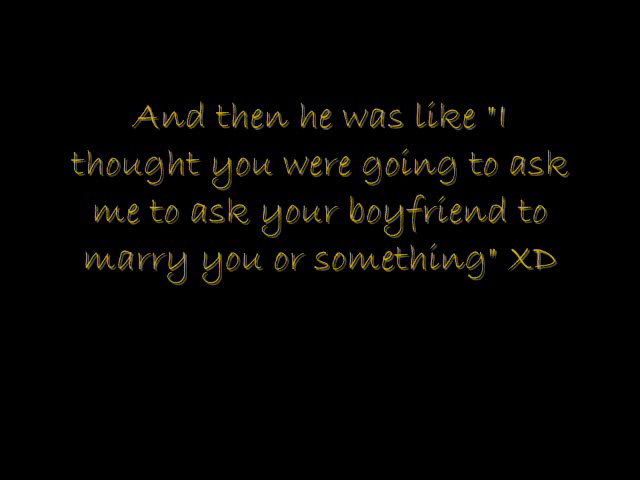 And then he was like "I
thought you were going to ask
me to ask your boyfriend to
marry you or something" XD